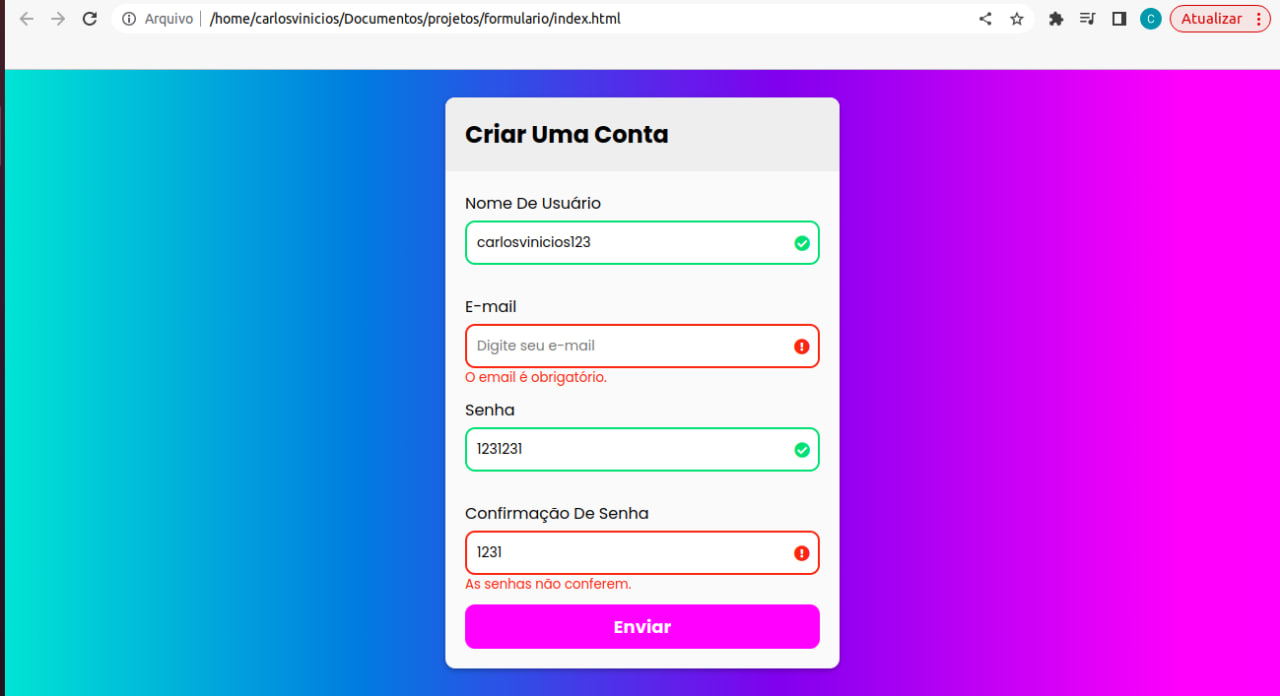 Arquivo /home/carlosvinicios/Documentos/projetos/formulario/index.html
C
Atualizar
Criar Uma Conta
Nome De Usuário
carlosvinicios123
E-mail
Digite seu e-mail
O email é obrigatório.
Senha
1231231
Confirmação De Senha
1231
As senhas não conferem.
Enviar